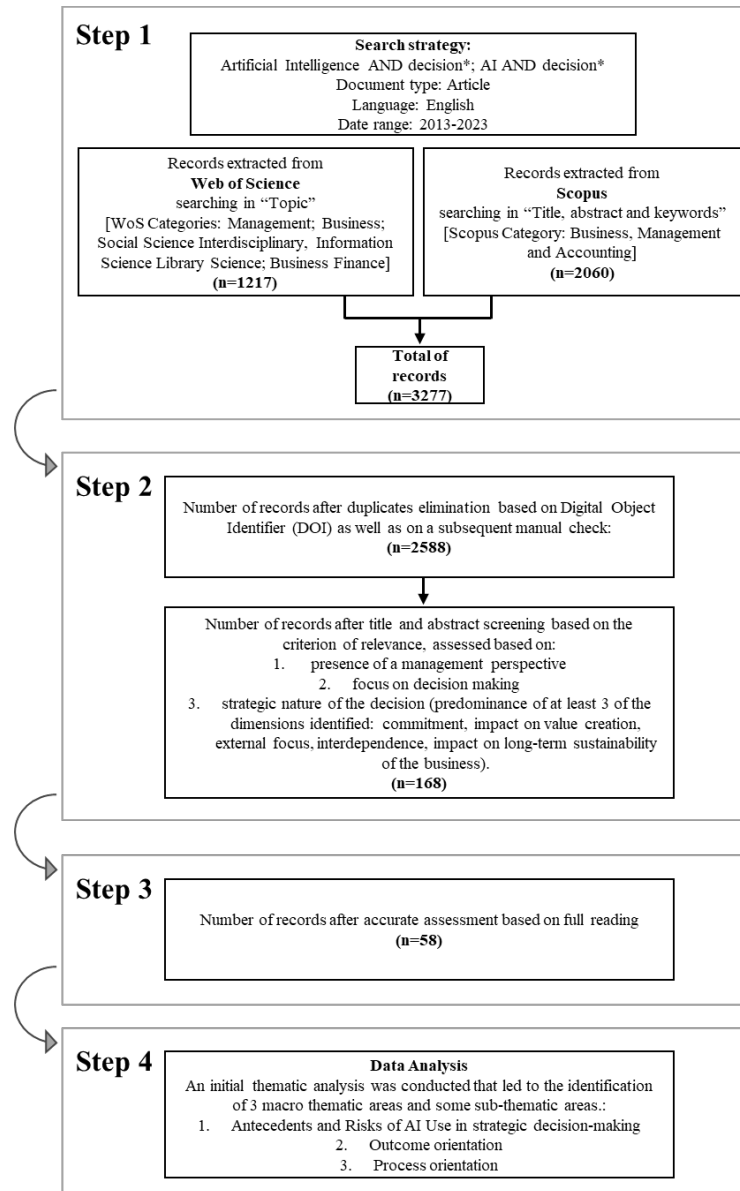 Step 1
Search strategy:
Artificial Intelligence AND decision*; AI AND decision*
Document type: Article
Language: English
Date range: 2013-2023
Records extracted from
Web of Science
searching in “Topic”
[WoS Categories: Management; Business;
Social Science Interdisciplinary, Information
Science Library Science; Business Finance]
(n=1217)
Records extracted from
Scopus
searching in “Title, abstract and keywords”
[Scopus Category: Business, Management
and Accounting]
(n=2060)
Total of
records
(n=3277)
Step 2
Number of records after duplicates elimination based on Digital Object
Identifier (DOI) as well as on a subsequent manual check:
(n=2588)
Number of records after title and abstract screening based on the
criterion of relevance, assessed based on:
1. presence of a management perspective
2. focus on decision making
3. strategic nature of the decision (predominance of at least 3 of the
dimensions identified: commitment, impact on value creation,
external focus, interdependence, impact on long-term sustainability
of the business).
(n=168)
Step 3
Number of records after accurate assessment based on full reading
(n=58)
Step 4
Data Analysis
An initial thematic analysis was conducted that led to the identification
of 3 macro thematic areas and some sub-thematic areas.:
1. Antecedents and Risks of AI Use in strategic decision-making
2. Outcome orientation
3. Process orientation